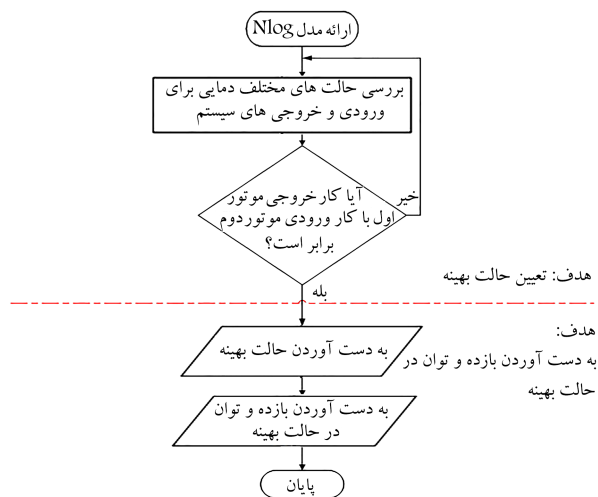 ارائه مدل Nlog
بررسی حالت های مختلف دمایی برای
ورودی و خروجی های سیستم
آیا کار خروجی موتور
اول با کار ورودی موتور دوم
برابر است؟
خیر
بله
هدف: تعیین حالت بهینه
هدف:
به دست آوردن بازده و توان در
حالت بهینه
به دست آوردن حالت بهینه
به دست آوردن بازده و توان
در حالت بهینه
پایان